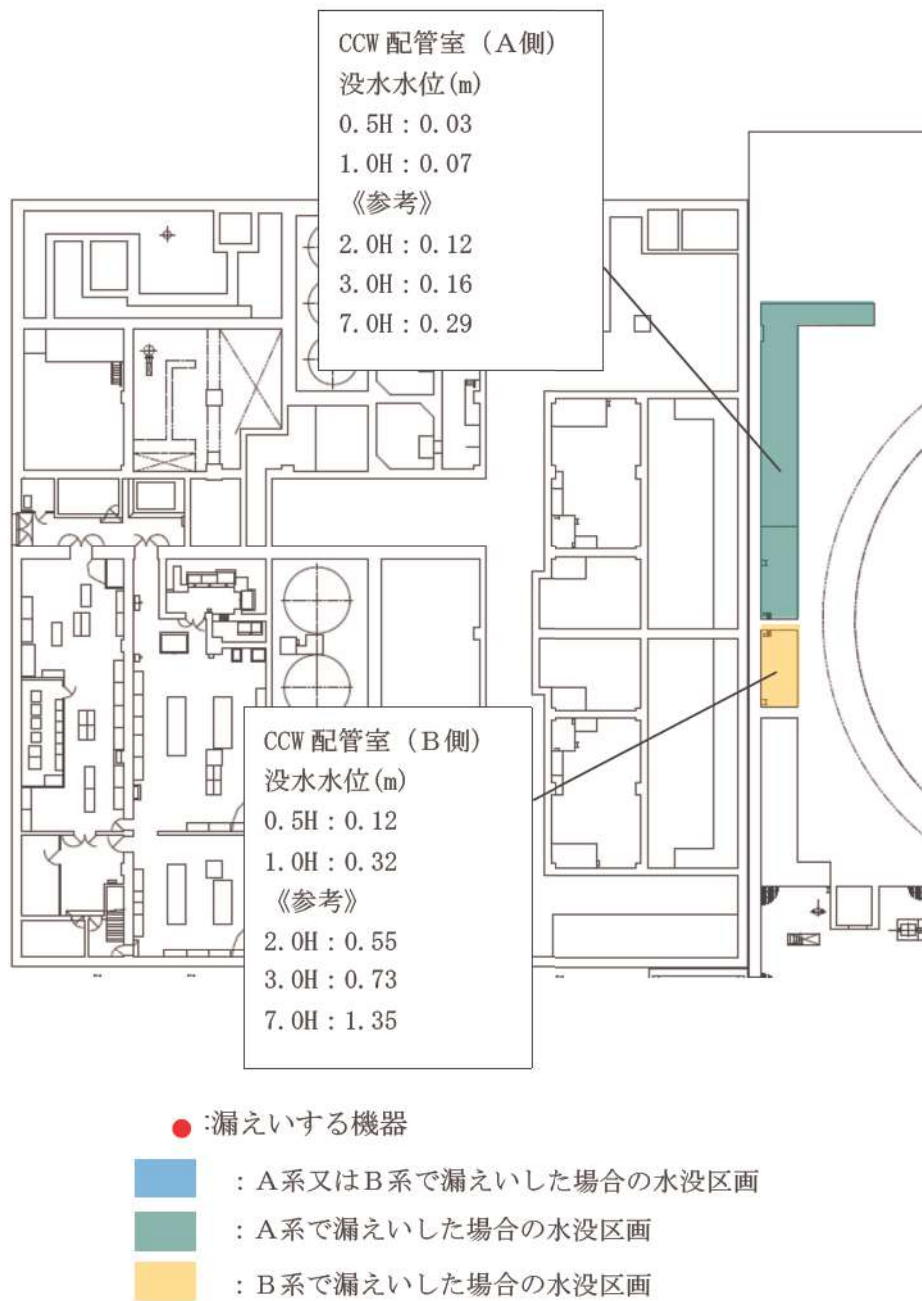 CCW 配管室（A側）
没水水位(m)
0.5H：0.03
1.0H：0.07
《参考》
2.0H：0.12
3.0H：0.16
7.0H：0.29
CCW 配管室（B側）
没水水位(m)
0.5H：0.12
1.0H：0.32
《参考》
2.0H：0.55
3.0H：0.73
7.0H：1.35
:漏えいする機器
：A系又はB系で漏えいした場合の水没区画
：A系で漏えいした場合の水没区画
：B系で漏えいした場合の水没区画